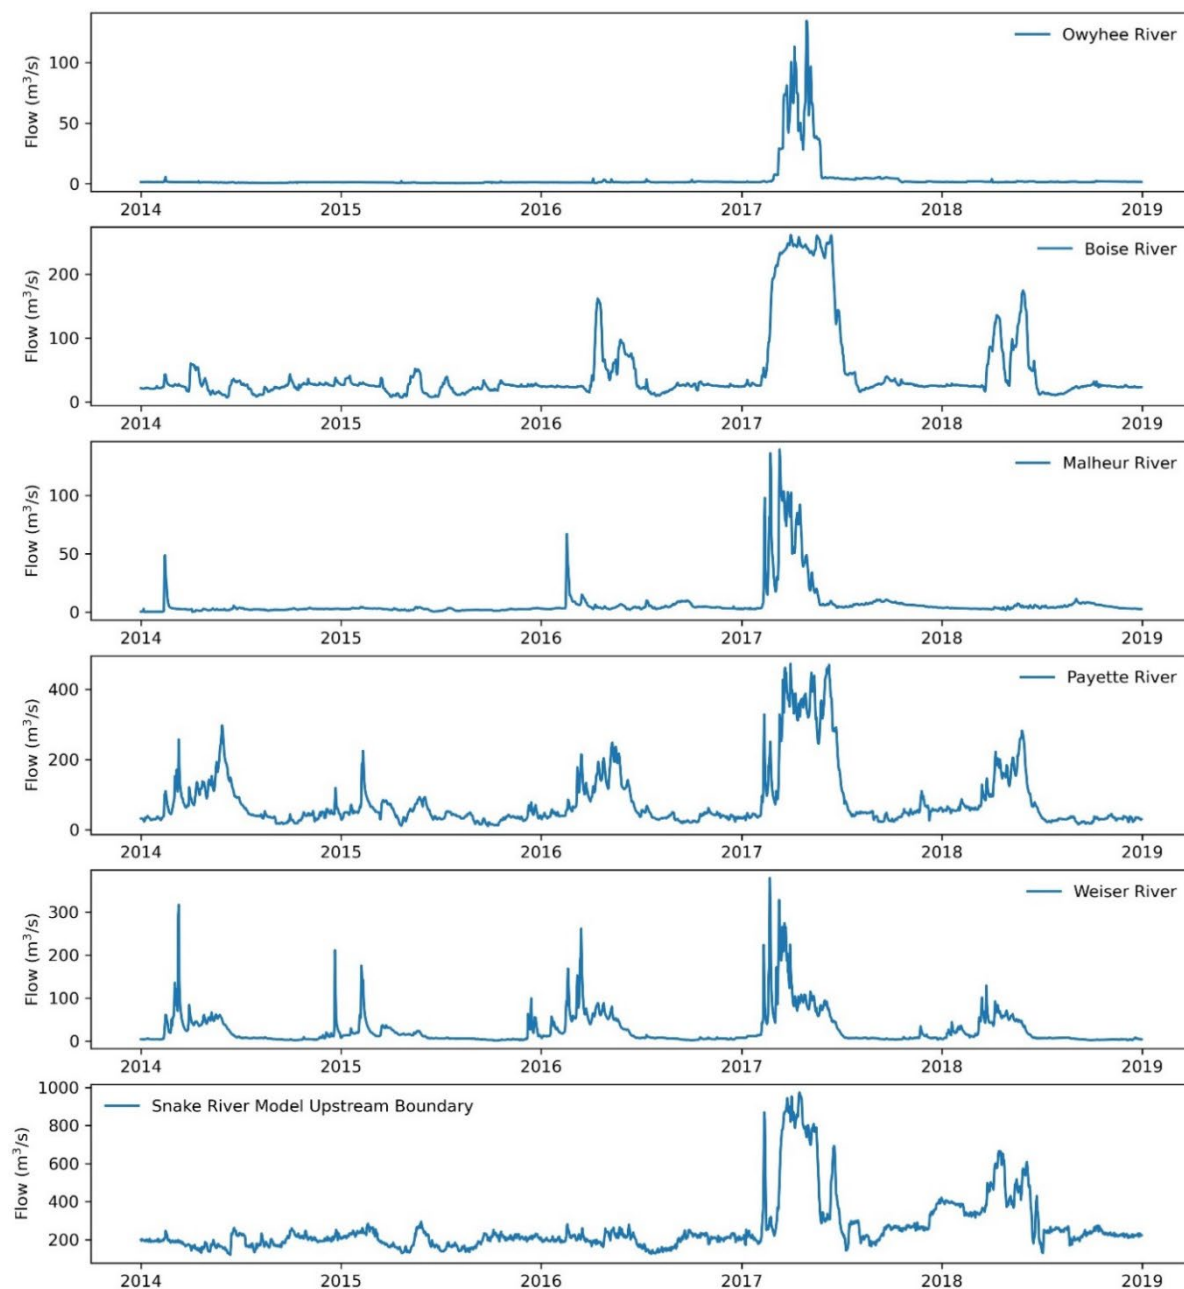 Owyhee River
Flow (m³/s)
100
50
0
2014 2015 2016 2017 2018 2019
Boise River
Flow (m³/s)
200
100
0
2014 2015 2016 2017 2018 2019
Malheur River
Flow (m³/s)
100
50
0
2014 2015 2016 2017 2018 2019
Payette River
Flow (m³/s)
400
200
0
2014 2015 2016 2017 2018 2019
Weiser River
Flow (m³/s)
300
200
100
0
2014 2015 2016 2017 2018 2019
Snake River Model Upstream Boundary
Flow (m³/s)
1000
800
600
400
200
2014 2015 2016 2017 2018 2019